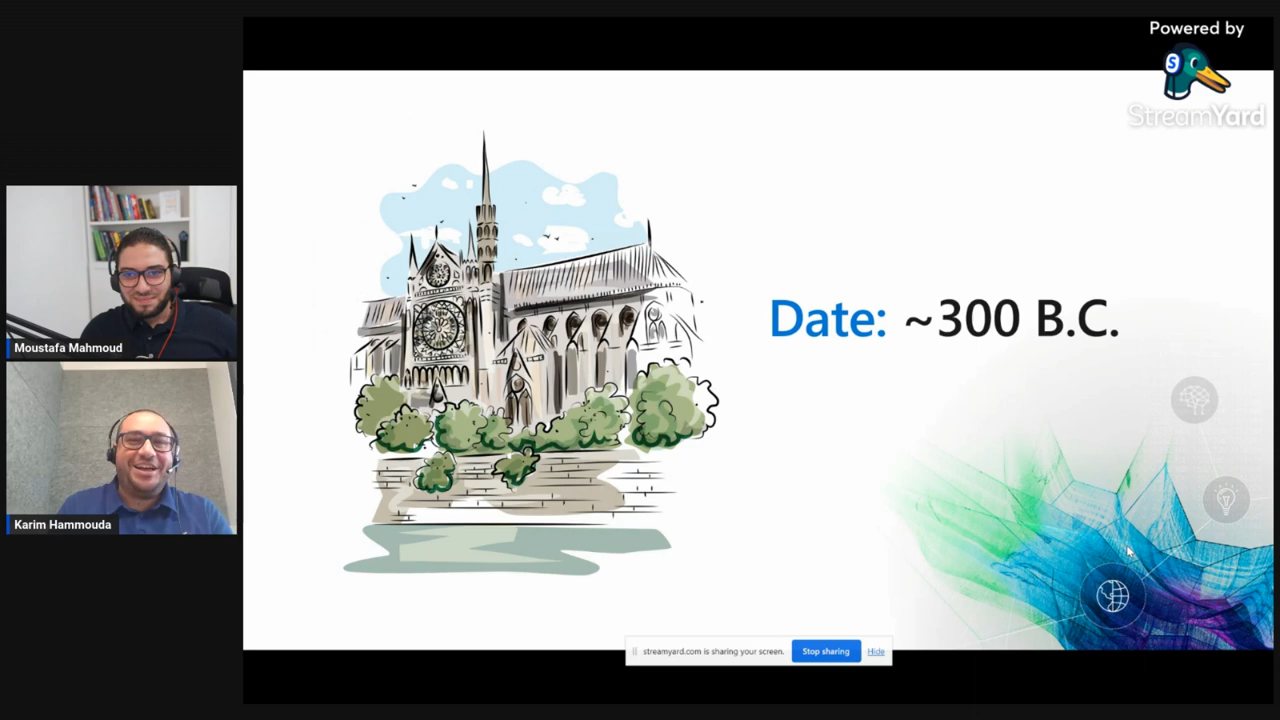 Powered by
S
StreamYard
Moustafa Mahmoud
Karim Hammouda
Date: ~300 B.C.
streamyard.com is sharing your screen.
Stop sharing
Hide